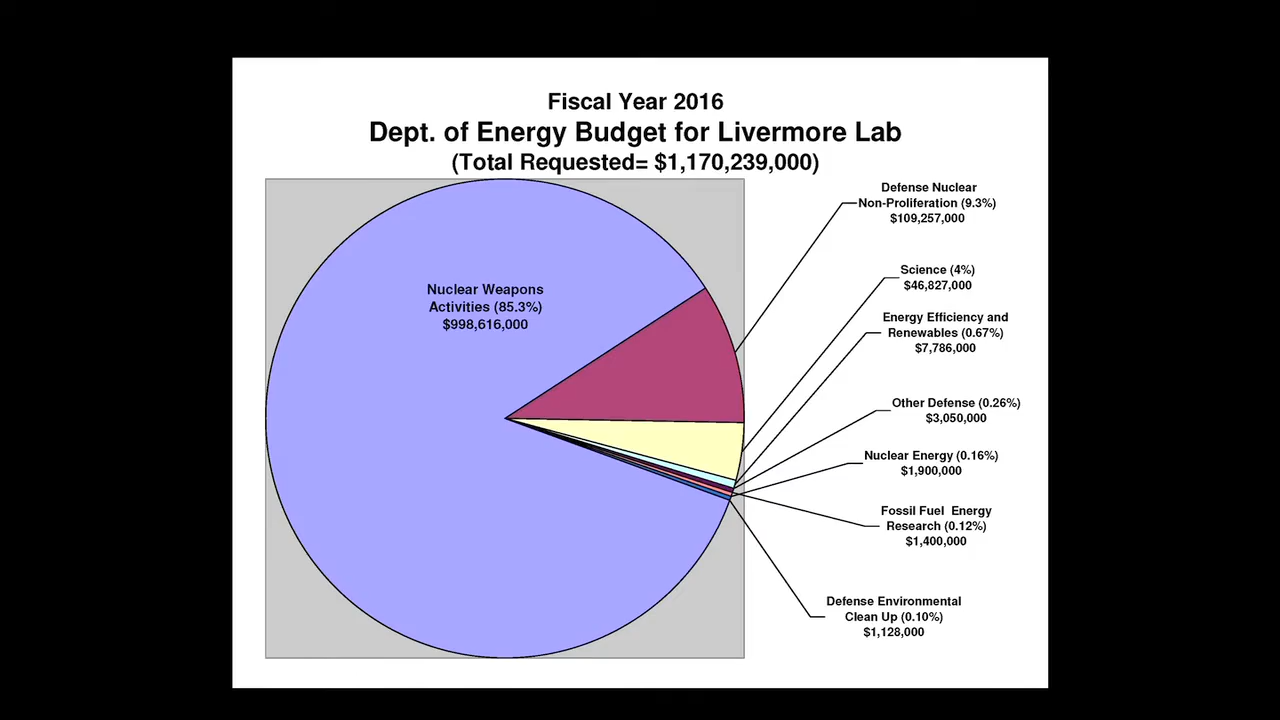 Fiscal Year 2016
Dept. of Energy Budget for Livermore Lab
(Total Requested= $1,170,239,000)
Defense Nuclear
Non-Proliferation (9.3%)
$109,257,000
Science (4%)
$46,827,000
Nuclear Weapons
Activities (85.3%)
$998,616,000
Energy Efficiency and
Renewables (0.67%)
$7,786,000
Other Defense (0.26%)
$3,050,000
Nuclear Energy (0.16%)
$1,900,000
Fossil Fuel  Energy
Research (0.12%)
$1,400,000
Defense Environmental
Clean Up (0.10%)
$1,128,000